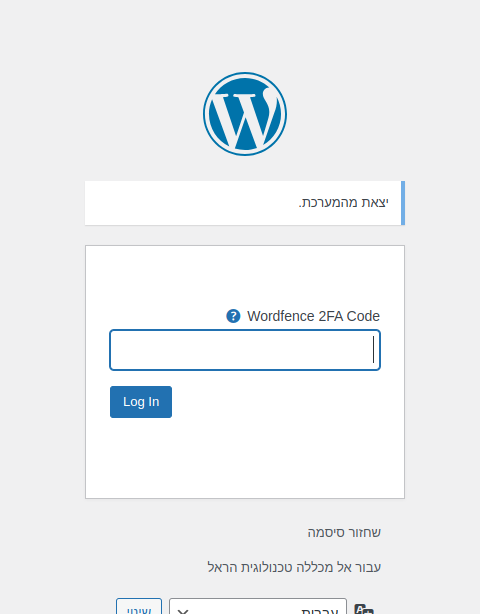 יצאת מהמערכת.
Wordfence 2FA Code
Log In
שחזור סיסמה
עבור אל מכללה טכנולוגית הראל
עברית
שינוי